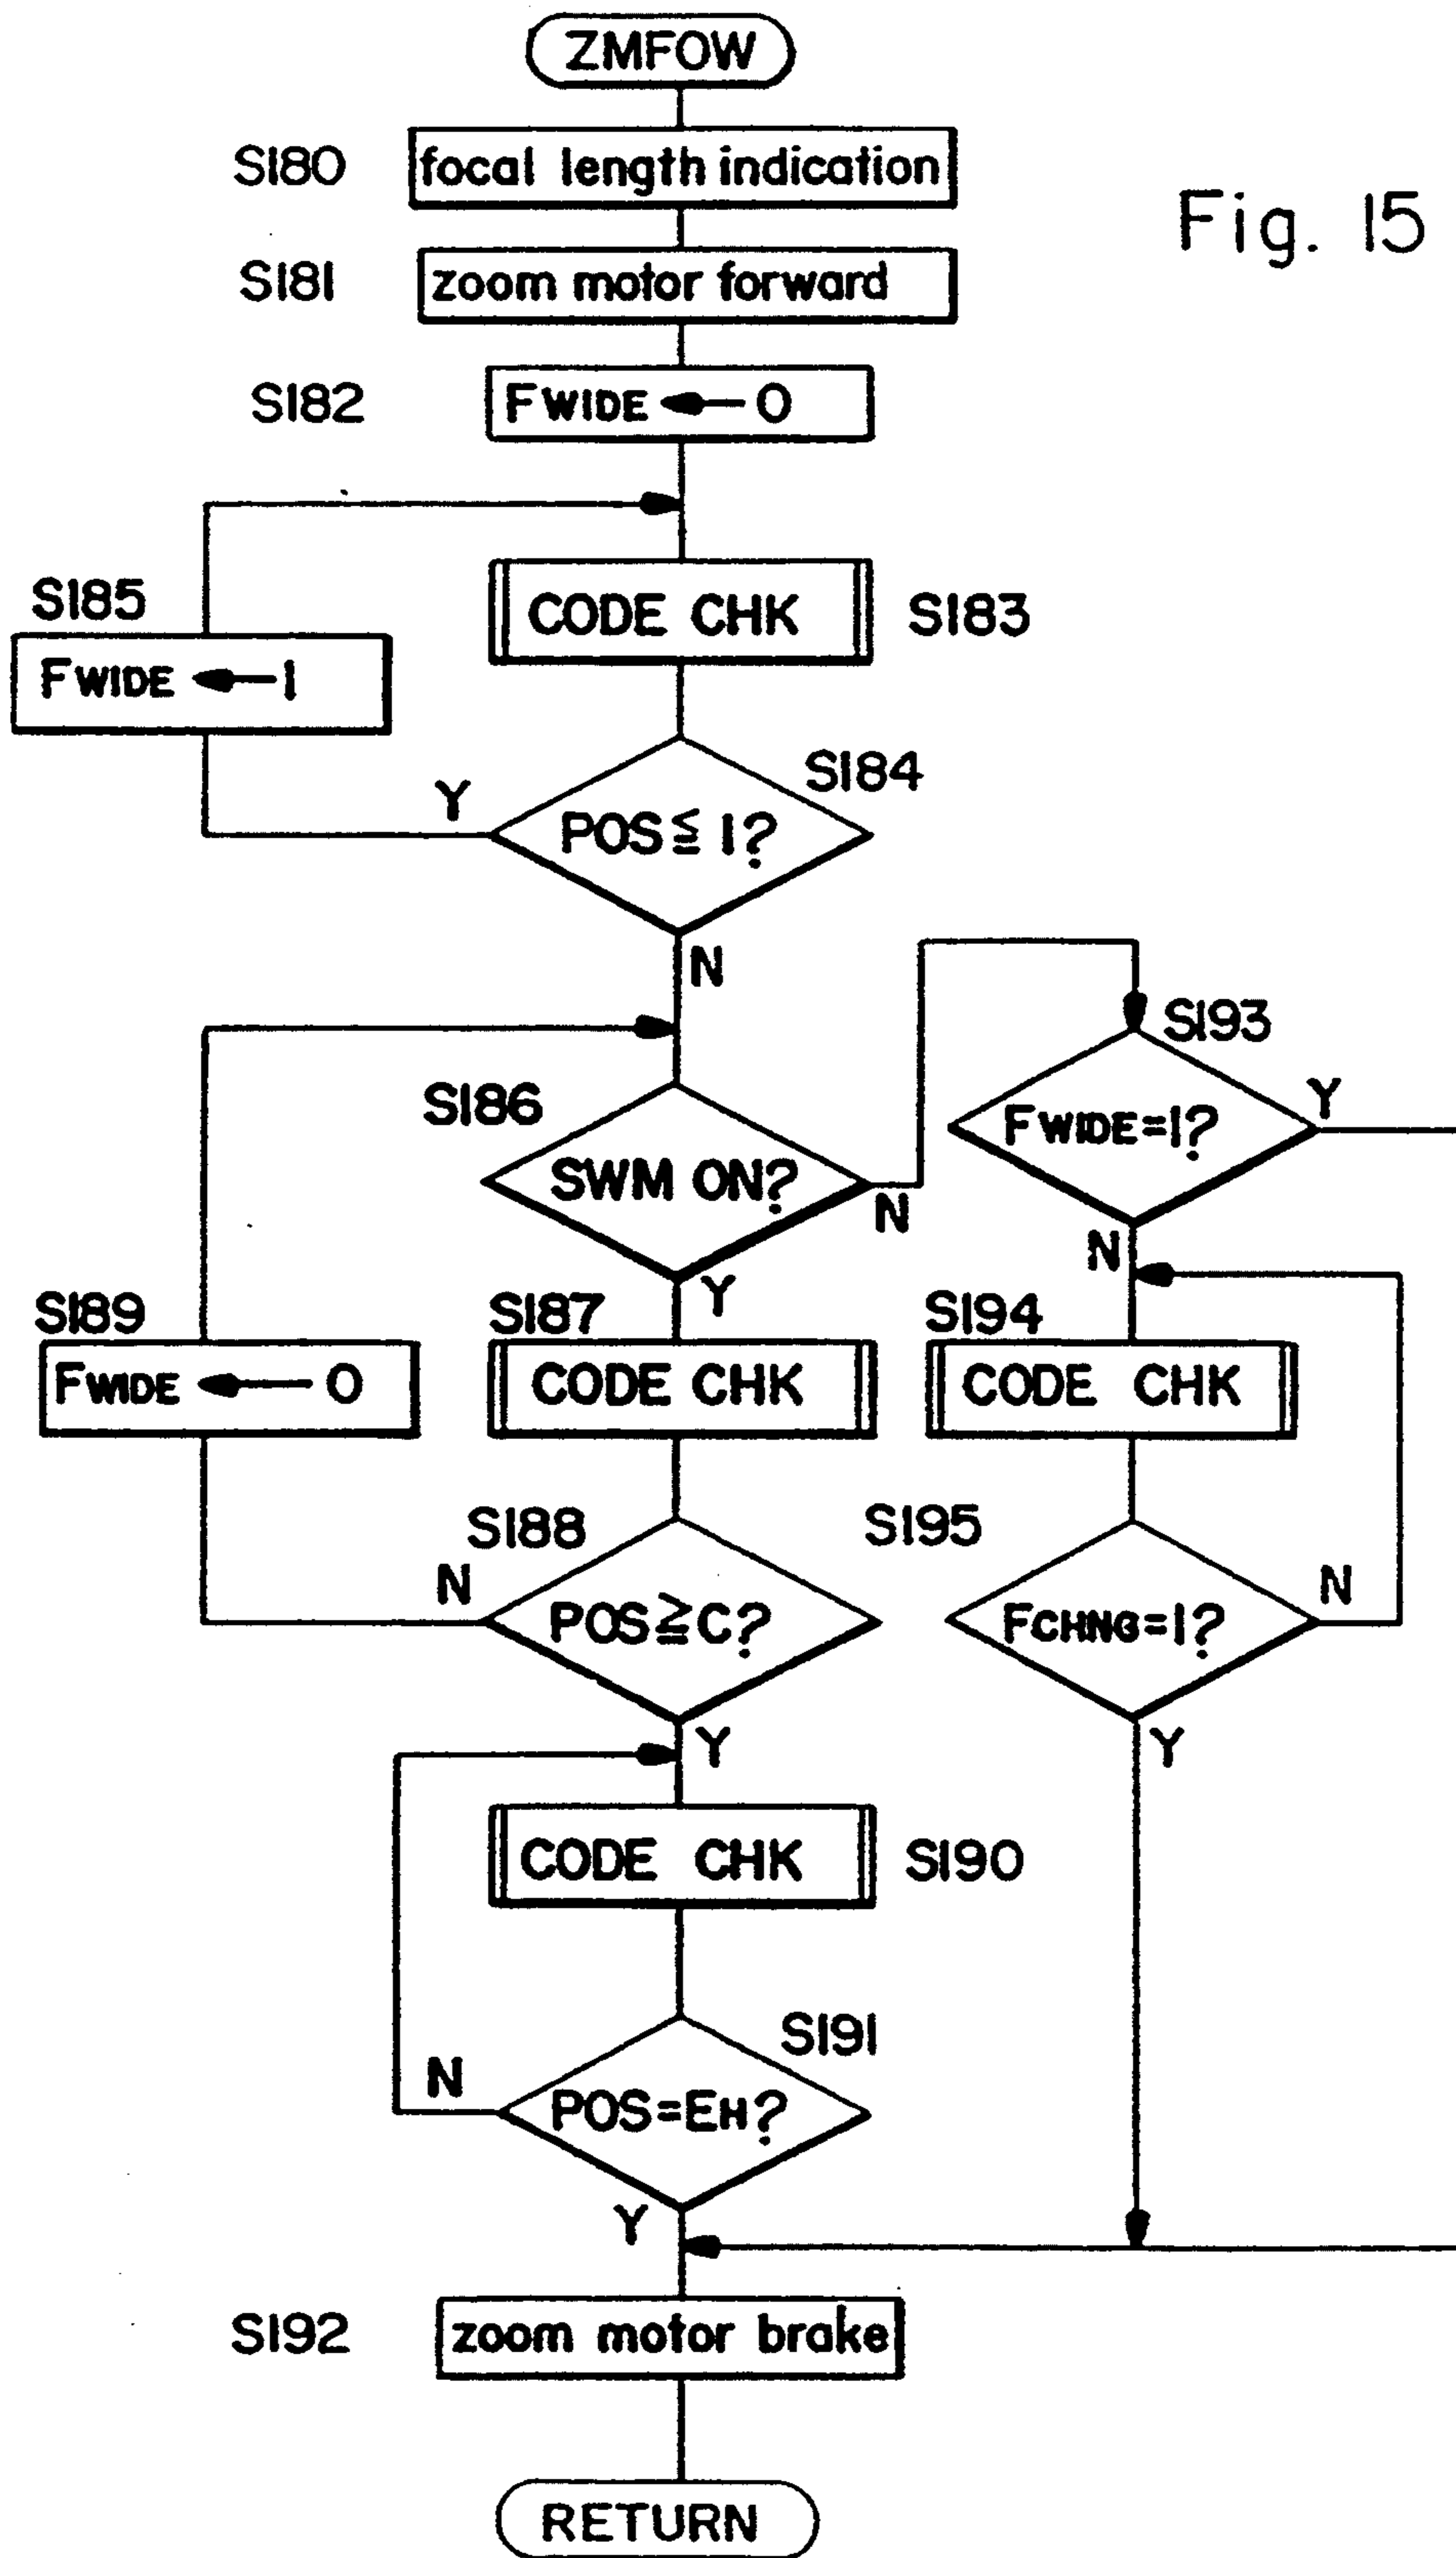 ZMFOW
S180
focal length indication
Fig. 15
S181
zoom motor forward
S182
FWIDE ← 0
S185
FWIDE ← 1
CODE CHK
S183
S184
Y
POS ≦ 1?
N
S193
S186
FWIDE=1?
Y
SWM ON?
N
N
Y
S189
FWIDE ← 0
S187
CODE CHK
S194
CODE CHK
S188
S195
N
POS ≧ C?
FCHNG=1?
N
Y
Y
CODE CHK
S190
S191
N
POS=EH?
Y
S192
zoom motor brake
RETURN